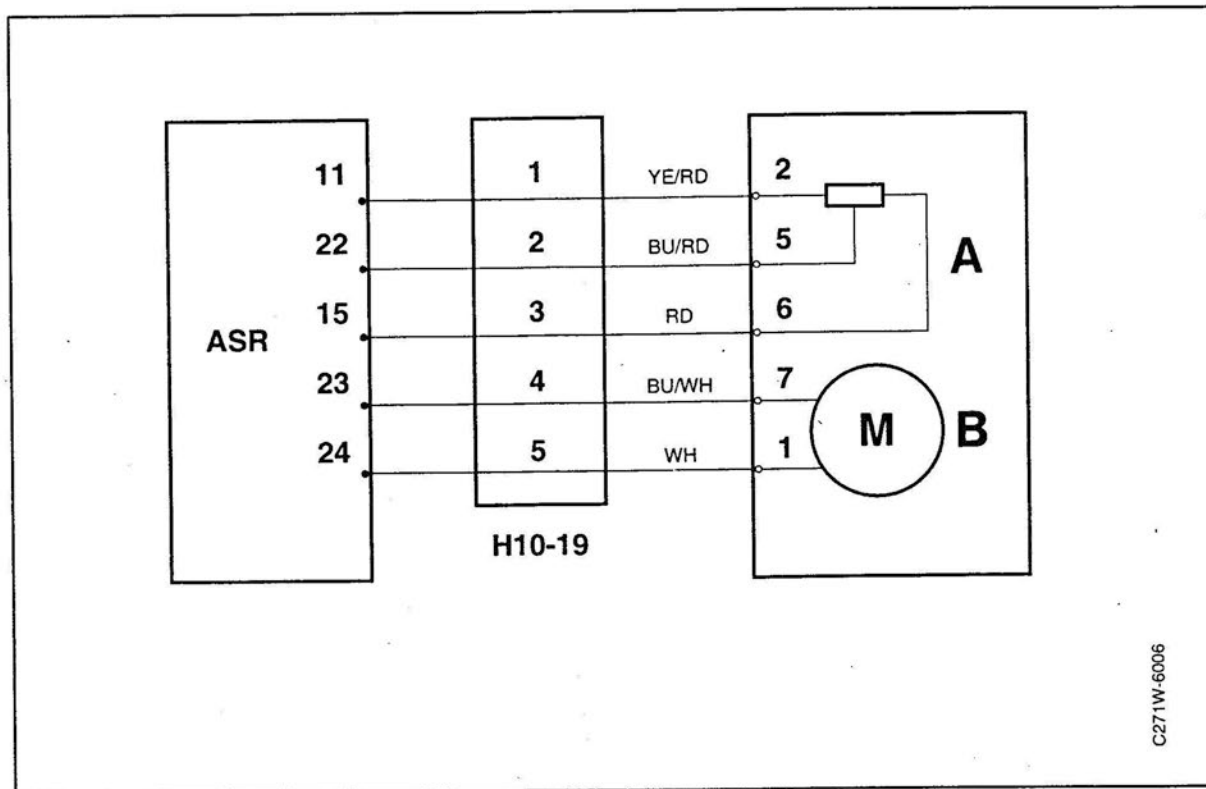 11 1 YE/RD 2
22 2 BU/RD 5 A
15 3 RD 6
ASR
23 4 BU/WH 7
M B
24 5 WH 1
H10-19
C271W-6006